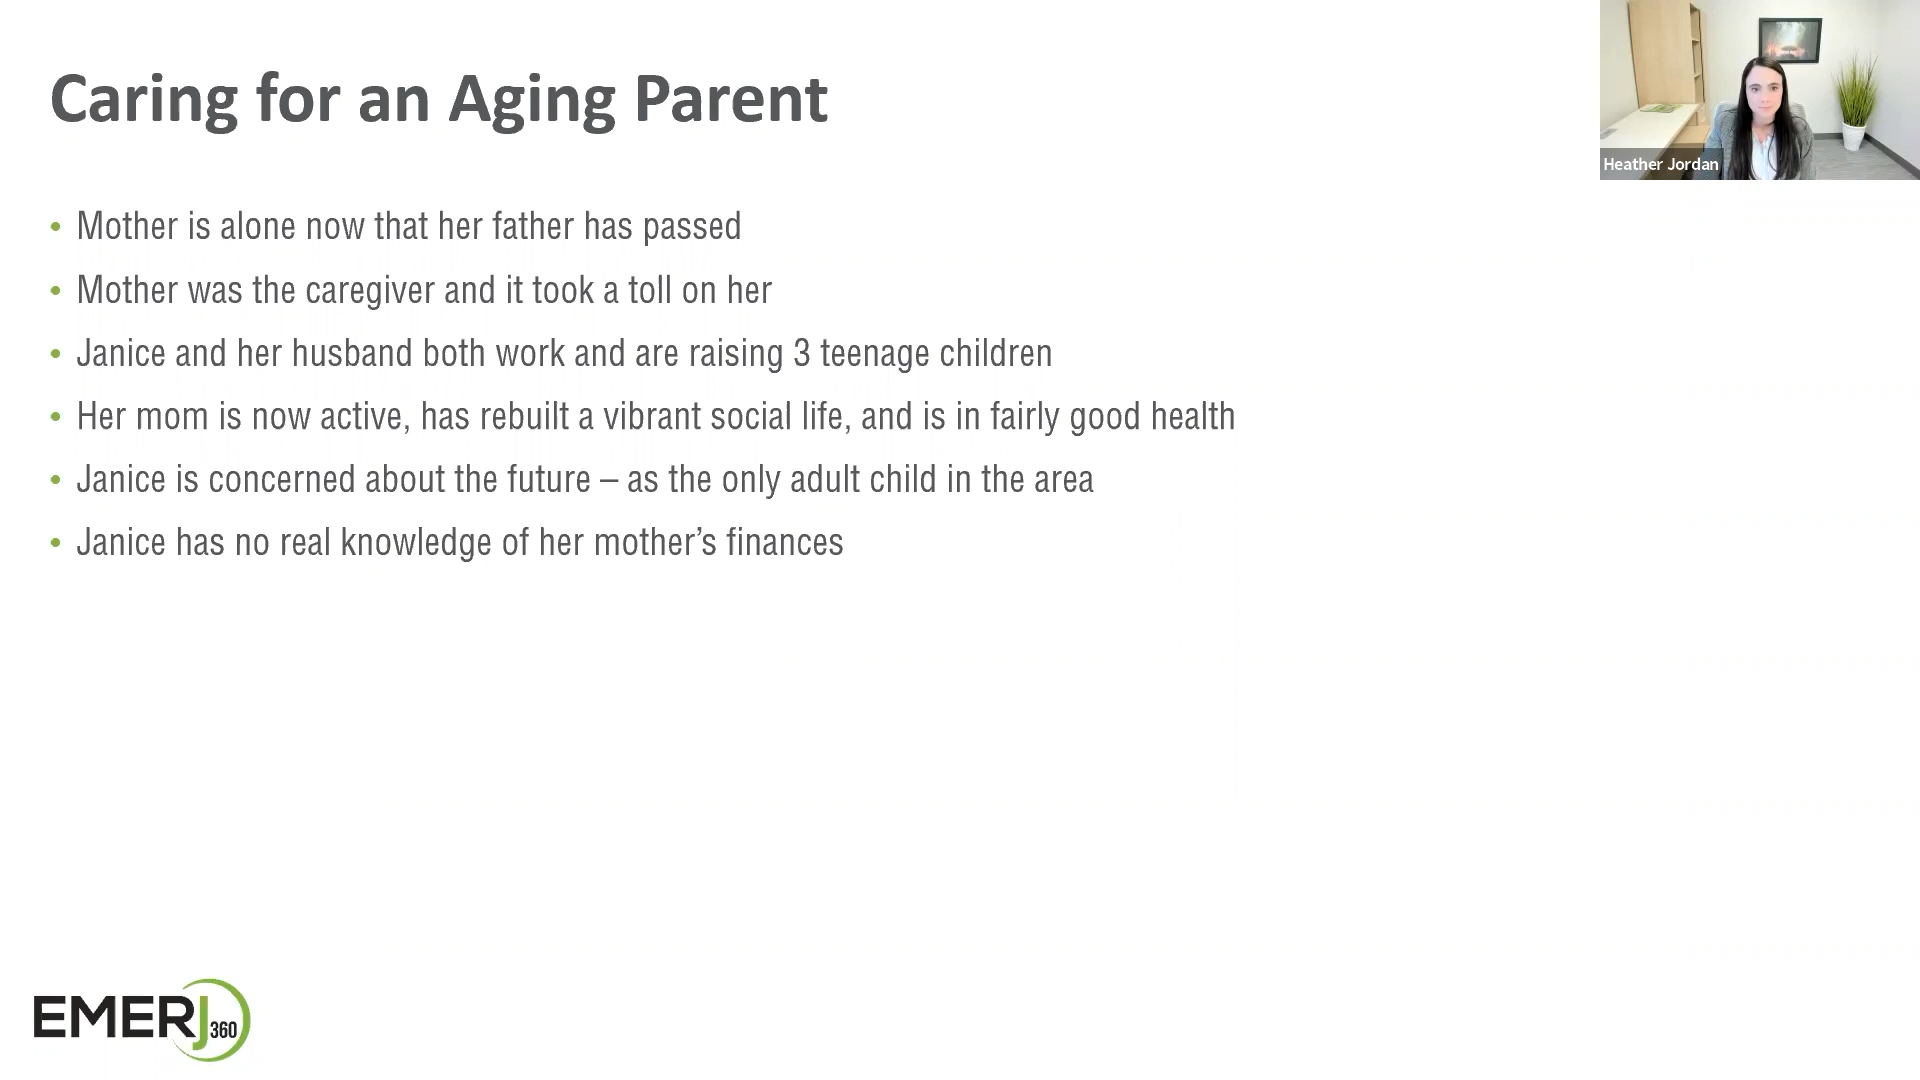 Caring for an Aging Parent
Heather Jordan
• Mother is alone now that her father has passed
• Mother was the caregiver and it took a toll on her
• Janice and her husband both work and are raising 3 teenage children
• Her mom is now active, has rebuilt a vibrant social life, and is in fairly good health
• Janice is concerned about the future – as the only adult child in the area
• Janice has no real knowledge of her mother’s finances
EMERJ360